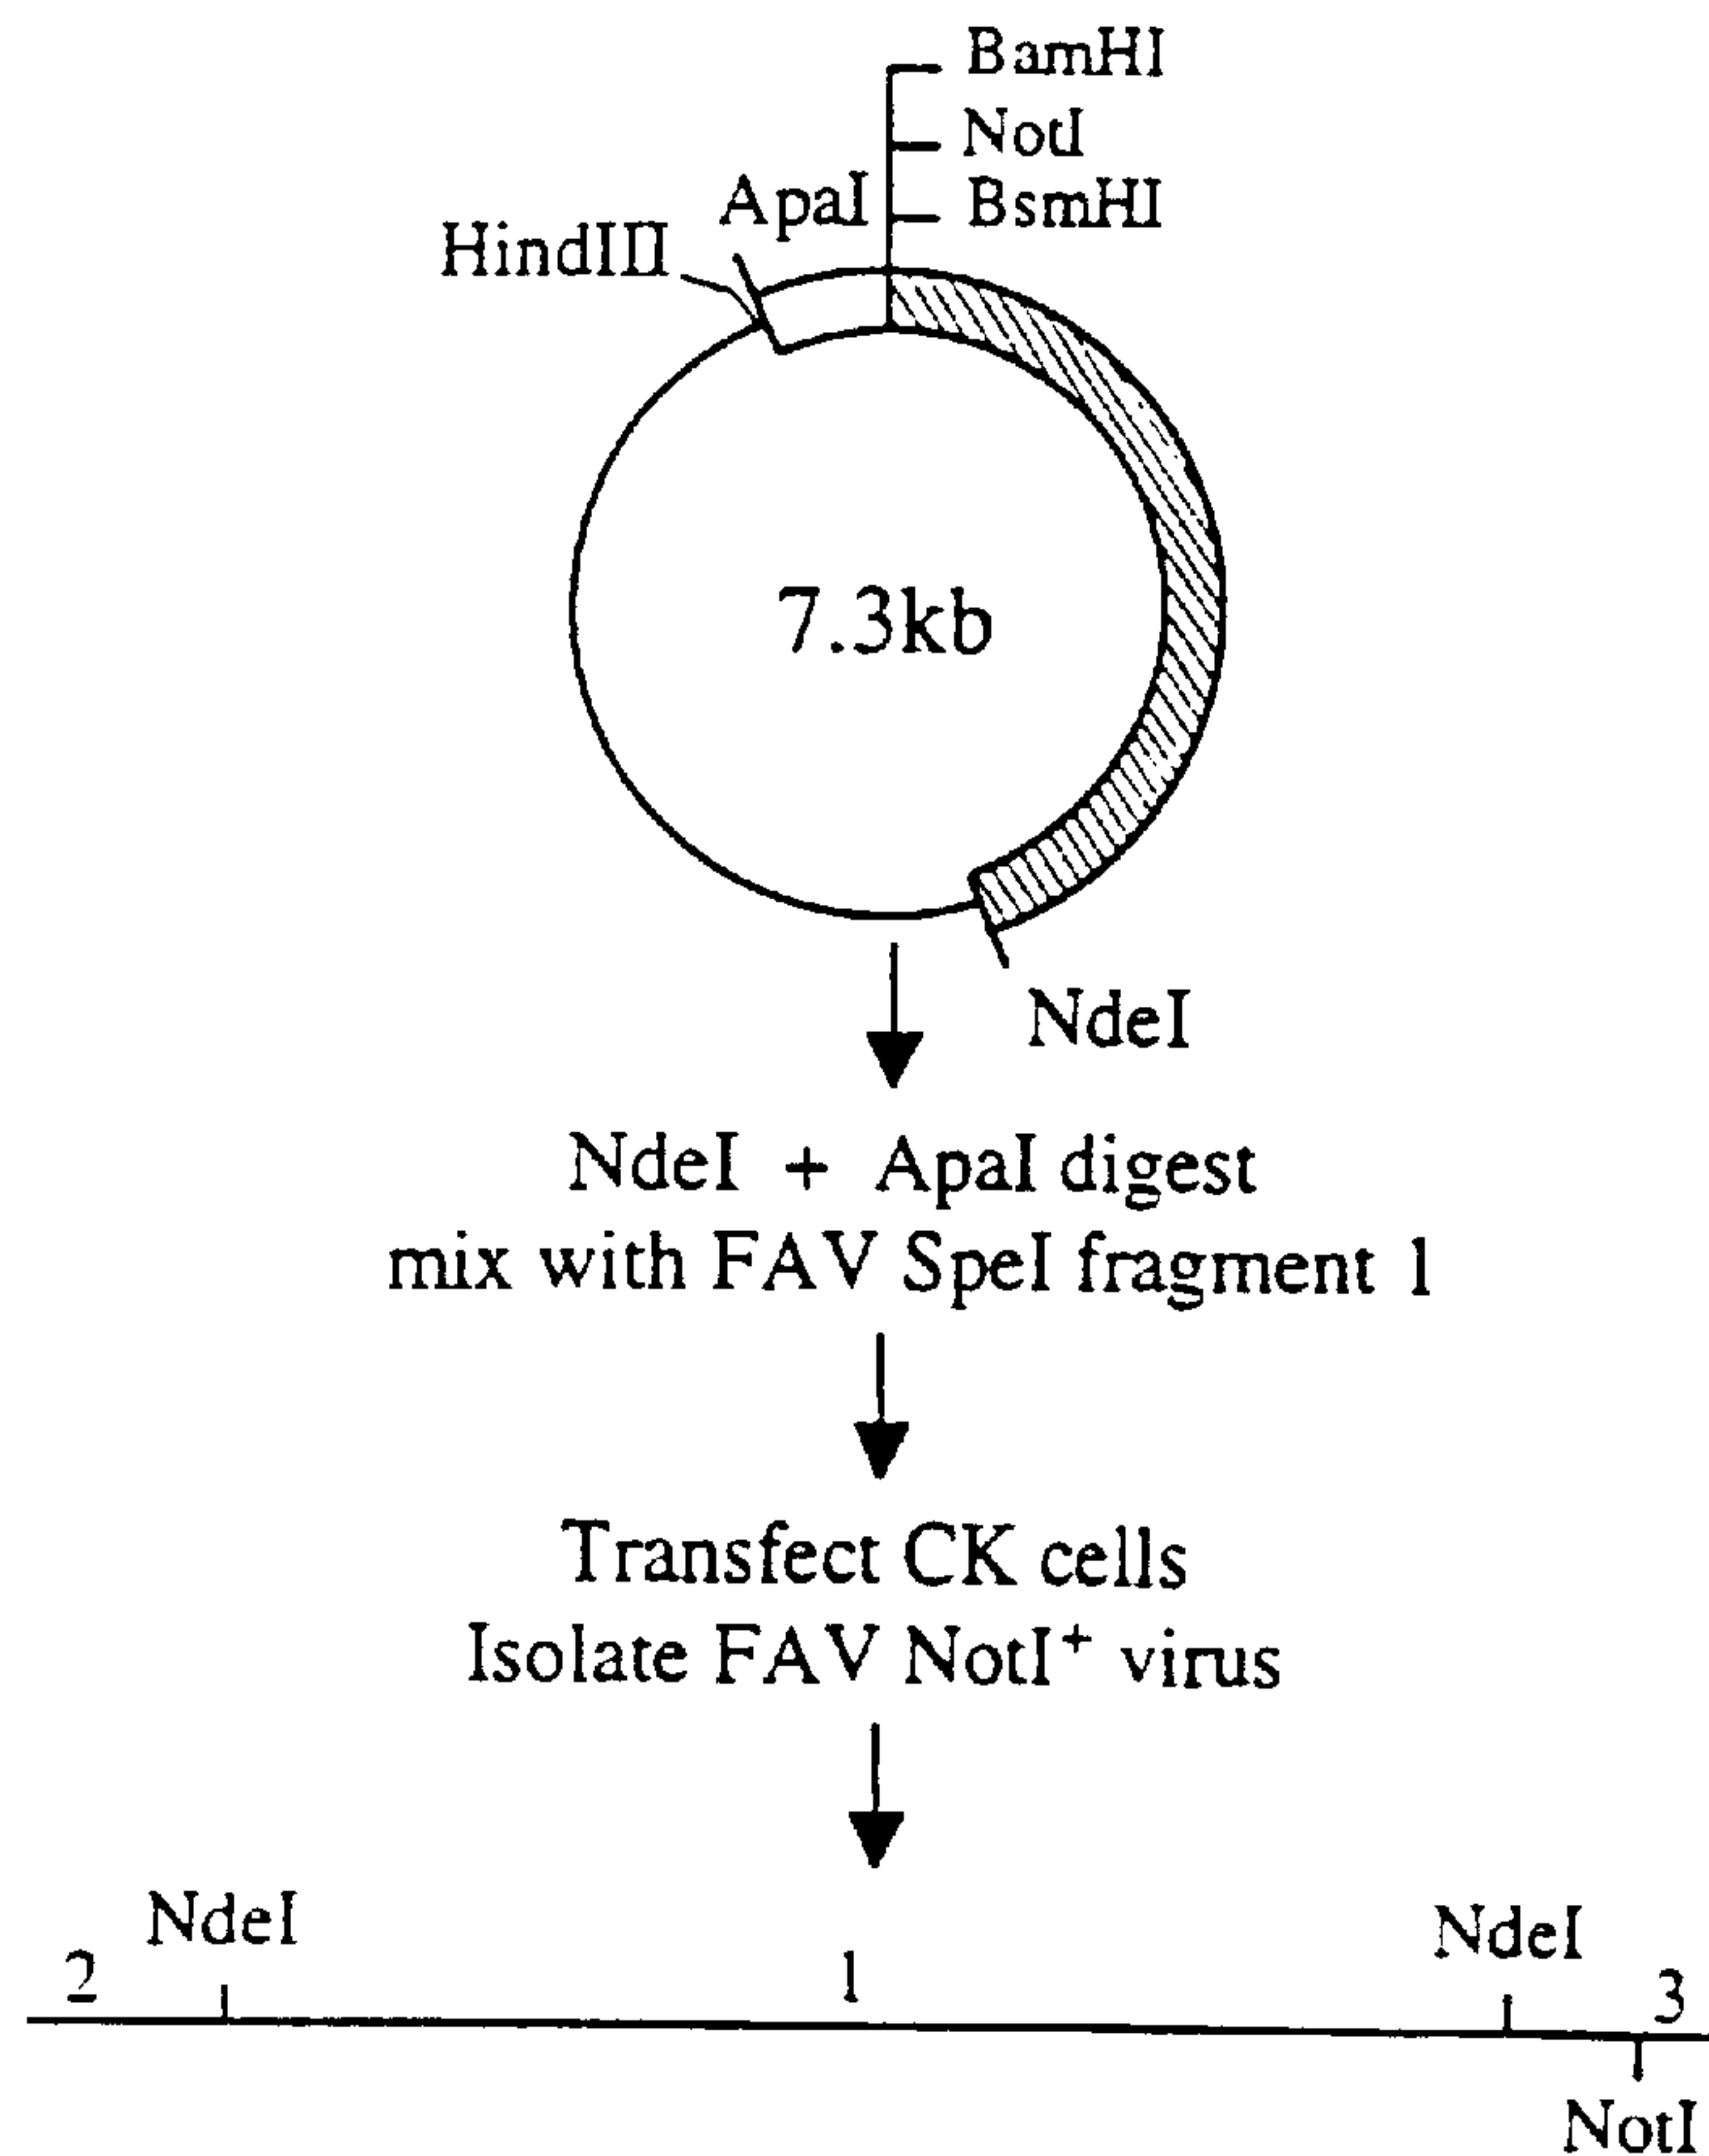 BamHI
NotI
ApaI
BsmHI
HindIII
7.3kb
NdeI
NdeI + ApaI digest
mix with FAV SpeI fragment 1
Transfect CK cells
Isolate FAV NotI+ virus
NdeI
NdeI
2
1
3
NotI